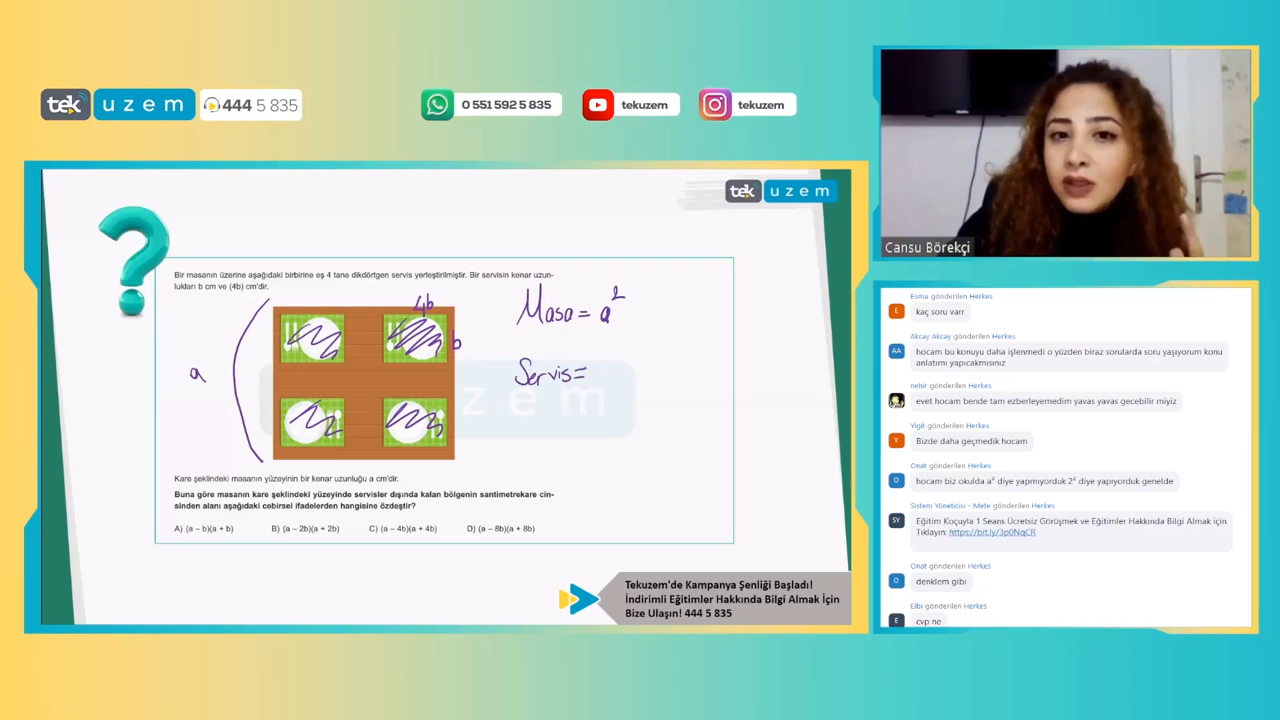 tek uzem 444 5 835
0 551 592 5 835
tekuzem
tekuzem
tek uzem
Bir masanın üzerine aşağıdaki birbirine eş 4 tane dikdörtgen servis yerleştirilmiştir. Bir servisin kenar uzun-
lukları b cm ve (4b) cm'dir.
4b
b
a
Masa = a²
Servis=
zem
Kare şeklindeki masanın yüzeyinin bir kenar uzunluğu a cm'dir.
Buna göre masanın kare şeklindeki yüzeyinde servisler dışında kalan bölgenin santimetrekare cin-
sinden alanı aşağıdaki cebirsel ifadelerden hangisine özdeştir?
A) (a – b)(a + b) B) (a – 2b)(a + 2b) C) (a – 4b)(a + 4b) D) (a – 8b)(a + 8b)
Tekuzem'de Kampanya Şenliği Başladı!
İndirimli Eğitimler Hakkında Bilgi Almak İçin
Bize Ulaşın! 444 5 835
Cansu Börekçi
Esma gönderilen Herkes
E
kaç soru varr
Akcay Akcay gönderilen Herkes
AA
hocam bu konuyu daha işlenmedi o yüzden biraz sorularda soru yaşıyorum konu
anlatımı yapıcakmısınız
nehir gönderilen Herkes
evet hocam bende tam ezberleyemedim yavas yavas gecebilir miyiz
Yigit gönderilen Herkes
Y
Bizde daha geçmedik hocam
Onat gönderilen Herkes
O
hocam biz okulda a² diye yapmıyorduk 2² diye yapıyorduk genelde
Sistem Yöneticisi - Mete gönderilen Herkes
SY
Eğitim Koçuyla 1 Seans Ücretsiz Görüşmek ve Eğitimler Hakkında Bilgi Almak için
Tıklayın: https://bit.ly/3p0NqCR
Onat gönderilen Herkes
O
denklem gibi
Elbi gönderilen Herkes
E
cvp ne